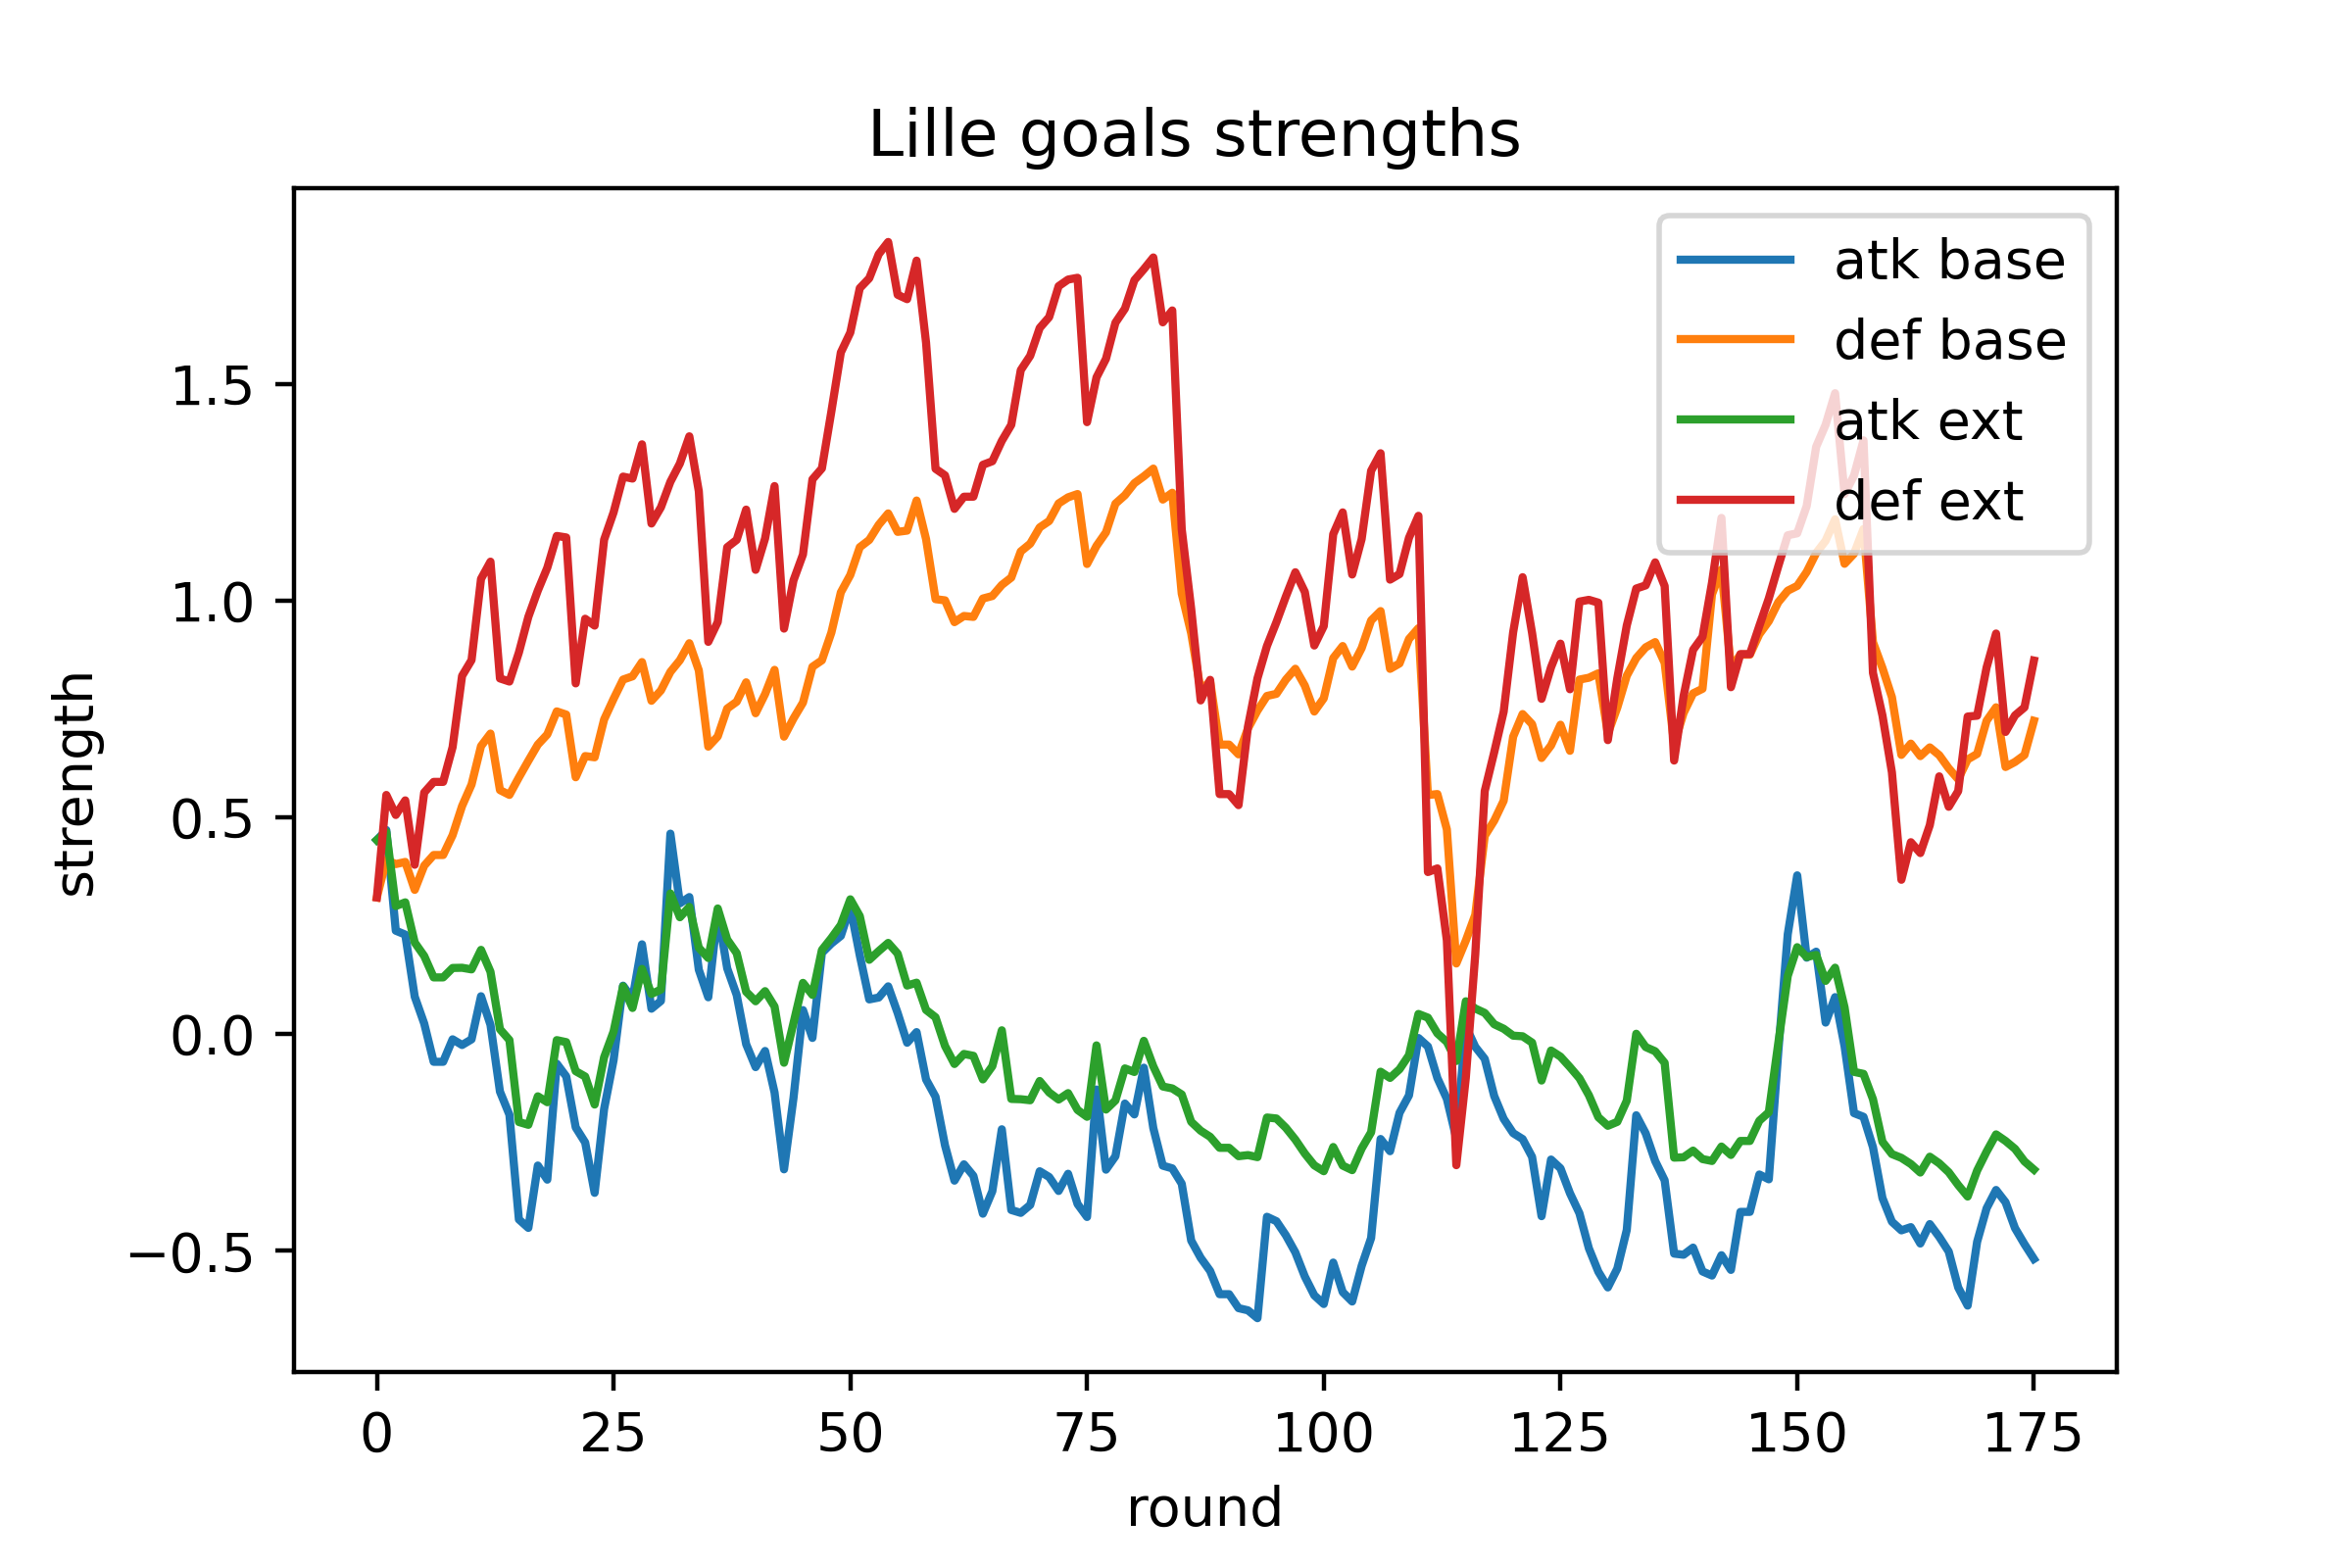 Lille goals strengths
atk base
def base
atk ext
def ext
strength
1.5
1.0
0.5
0.0
−0.5
0 25 50 75 100 125 150 175
round